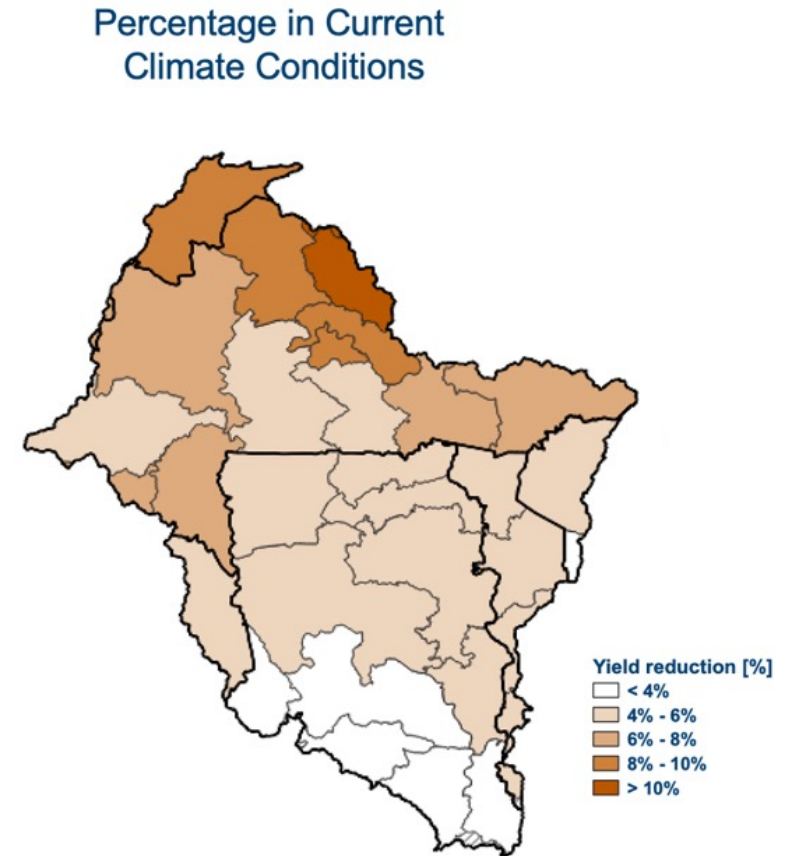 Percentage in Current
Climate Conditions
Yield reduction [%]
< 4%
4% - 6%
6% - 8%
8% - 10%
> 10%